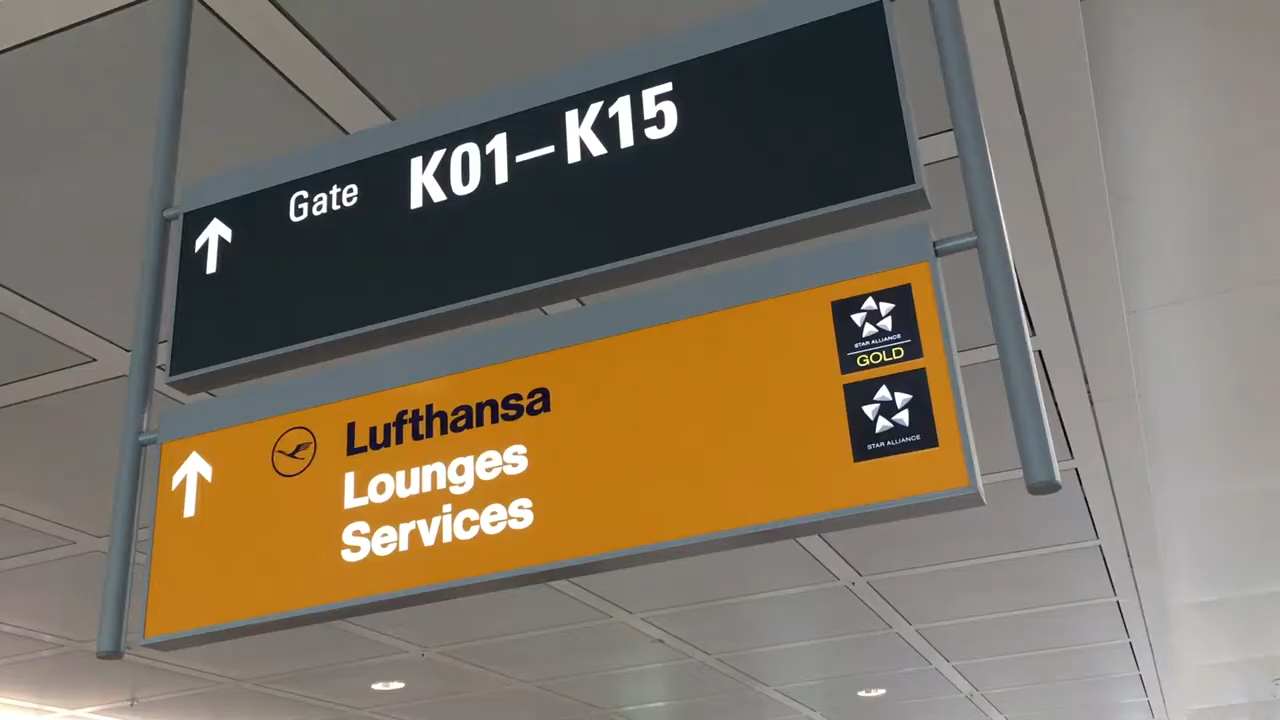 Gate K01–K15
Lufthansa
Lounges
Services
STAR ALLIANCE
GOLD
STAR ALLIANCE